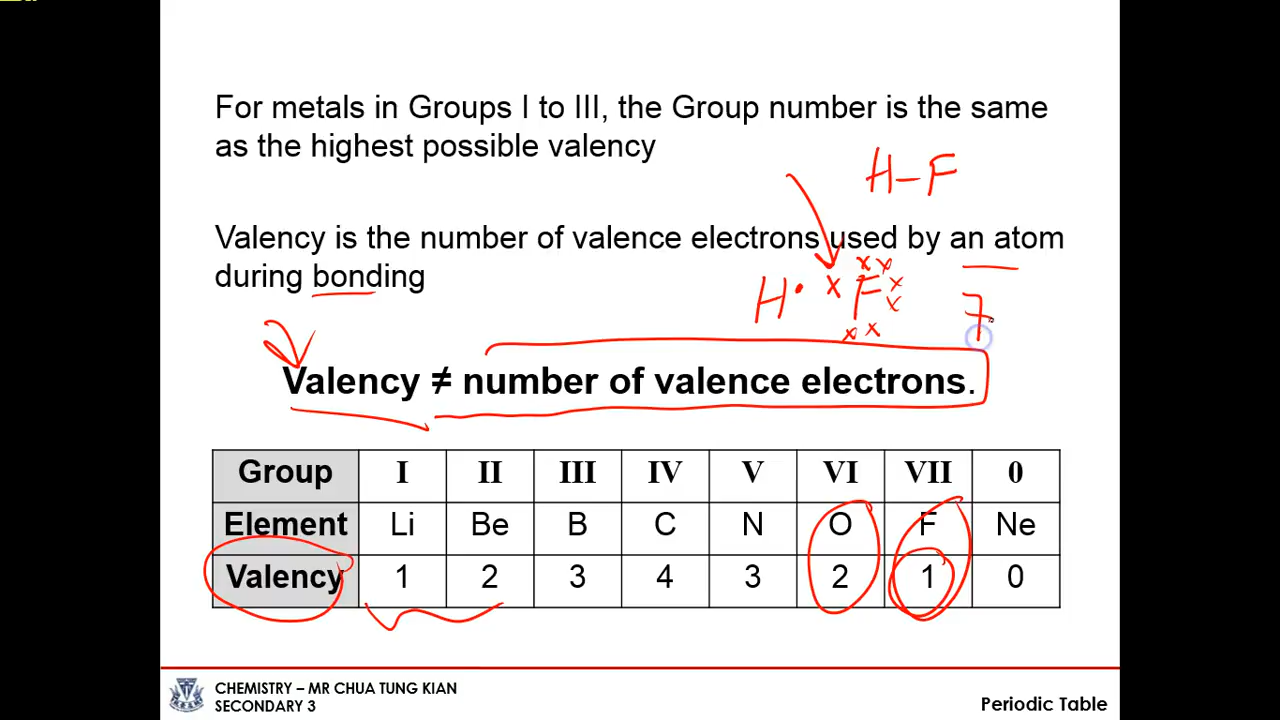 For metals in Groups I to III, the Group number is the same
as the highest possible valency
H–F
Valency is the number of valence electrons used by an atom
during bonding
H • x F x x x x x x
7
Valency ≠ number of valence electrons.
Group I II III IV V VI VII 0
Element Li Be B C N O F Ne
Valency 1 2 3 4 3 2 1 0
CHEMISTRY – MR CHUA TUNG KIAN
SECONDARY 3
Periodic Table